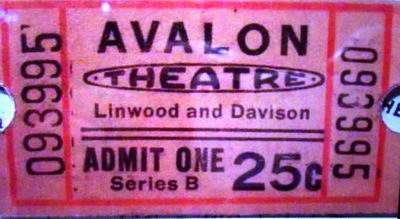 093995
AVALON
THEATRE
Linwood and Davison
ADMIT ONE 25c
Series B
093995